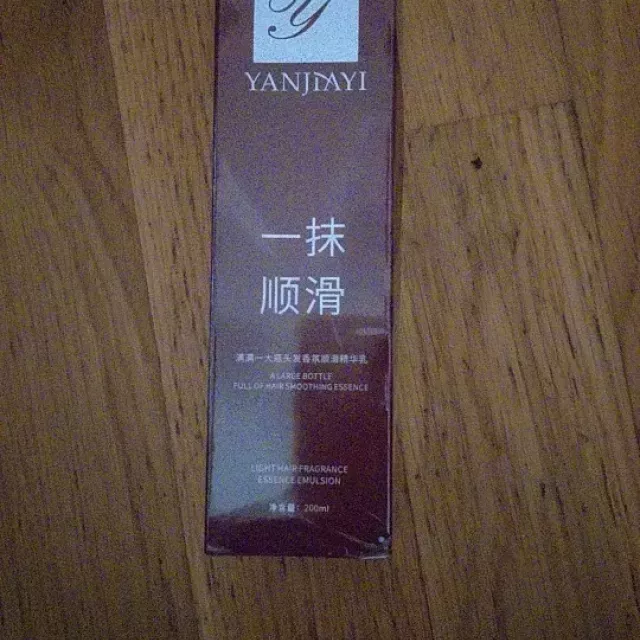 Y
YANJIAYI
一抹
顺滑
满满一大瓶头发香氛顺滑精华乳
A LARGE BOTTLE
FULL OF HAIR SMOOTHING ESSENCE
LIGHT HAIR FRAGRANCE
ESSENCE EMULSION
净含量：200ml